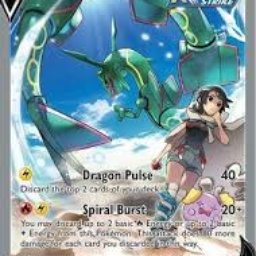 STRIKE
Dragon Pulse 40
Discard the top 2 cards of your deck.
Spiral Burst 20+
You may discard up to 2 basic Energy or up to 2 basic
Energy from this Pokémon. This attack does 80 more
damage for each card you discarded in this way.